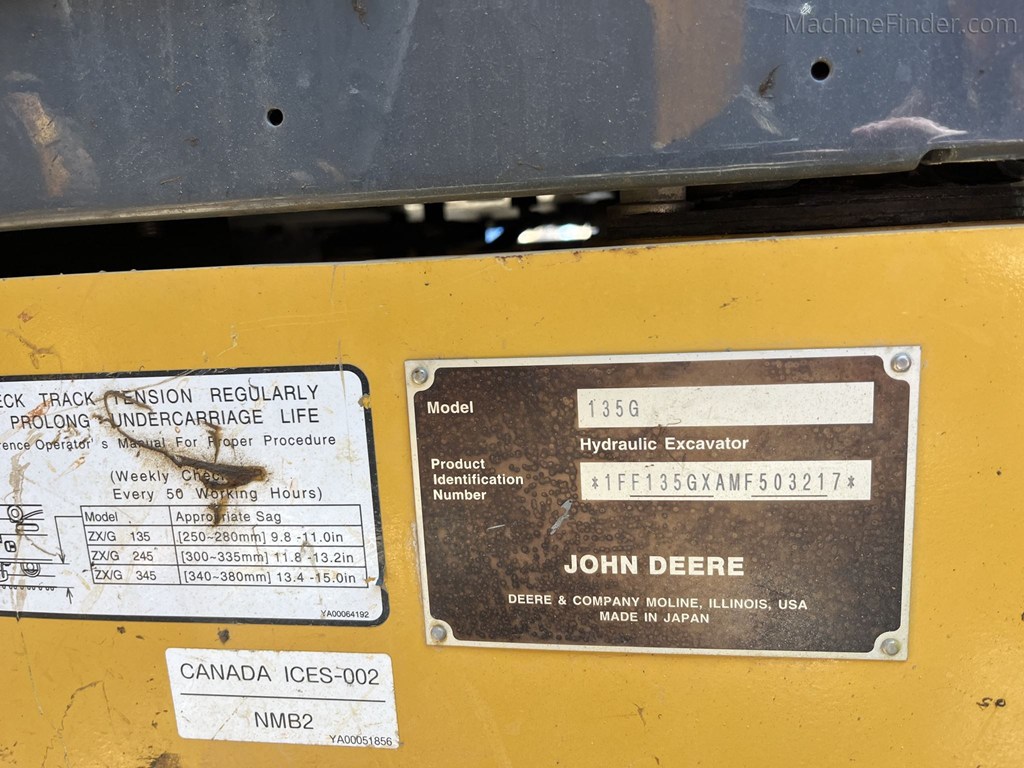 MachineFinder.com
ECK TRACK TENSION REGULARLY
PROLONG UNDERCARRIAGE LIFE
rence Operator's Manual For Proper Procedure
(Weekly Check
Every 50 Working Hours)
Model Appropriate Sag
ZX/G 135 [250~280mm] 9.8 -11.0in
ZX/G 245 [300~335mm] 11.8 -13.2in
ZX/G 345 [340~380mm] 13.4 -15.0in
YA00064192
CANADA ICES-002
NMB2
YA00051856
Model 135G
Hydraulic Excavator
Product
Identification
Number
*1FF135GXAMF503217*
JOHN DEERE
DEERE & COMPANY MOLINE, ILLINOIS, USA
MADE IN JAPAN